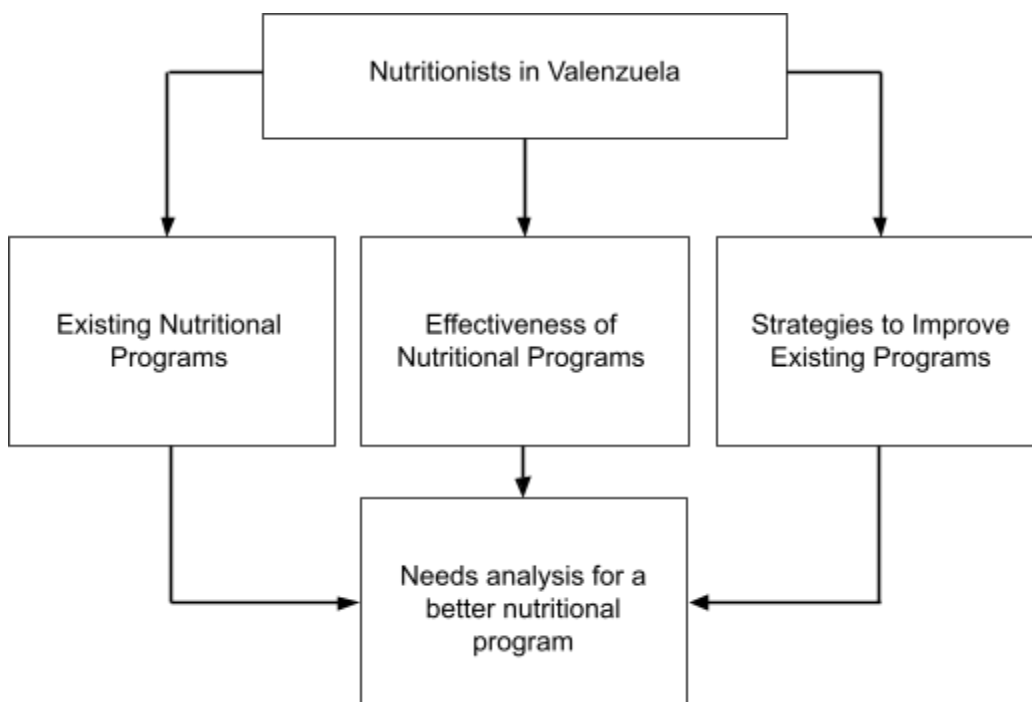 Nutritionists in Valenzuela
Existing Nutritional
Programs
Effectiveness of
Nutritional Programs
Strategies to Improve
Existing Programs
Needs analysis for a
better nutritional
program